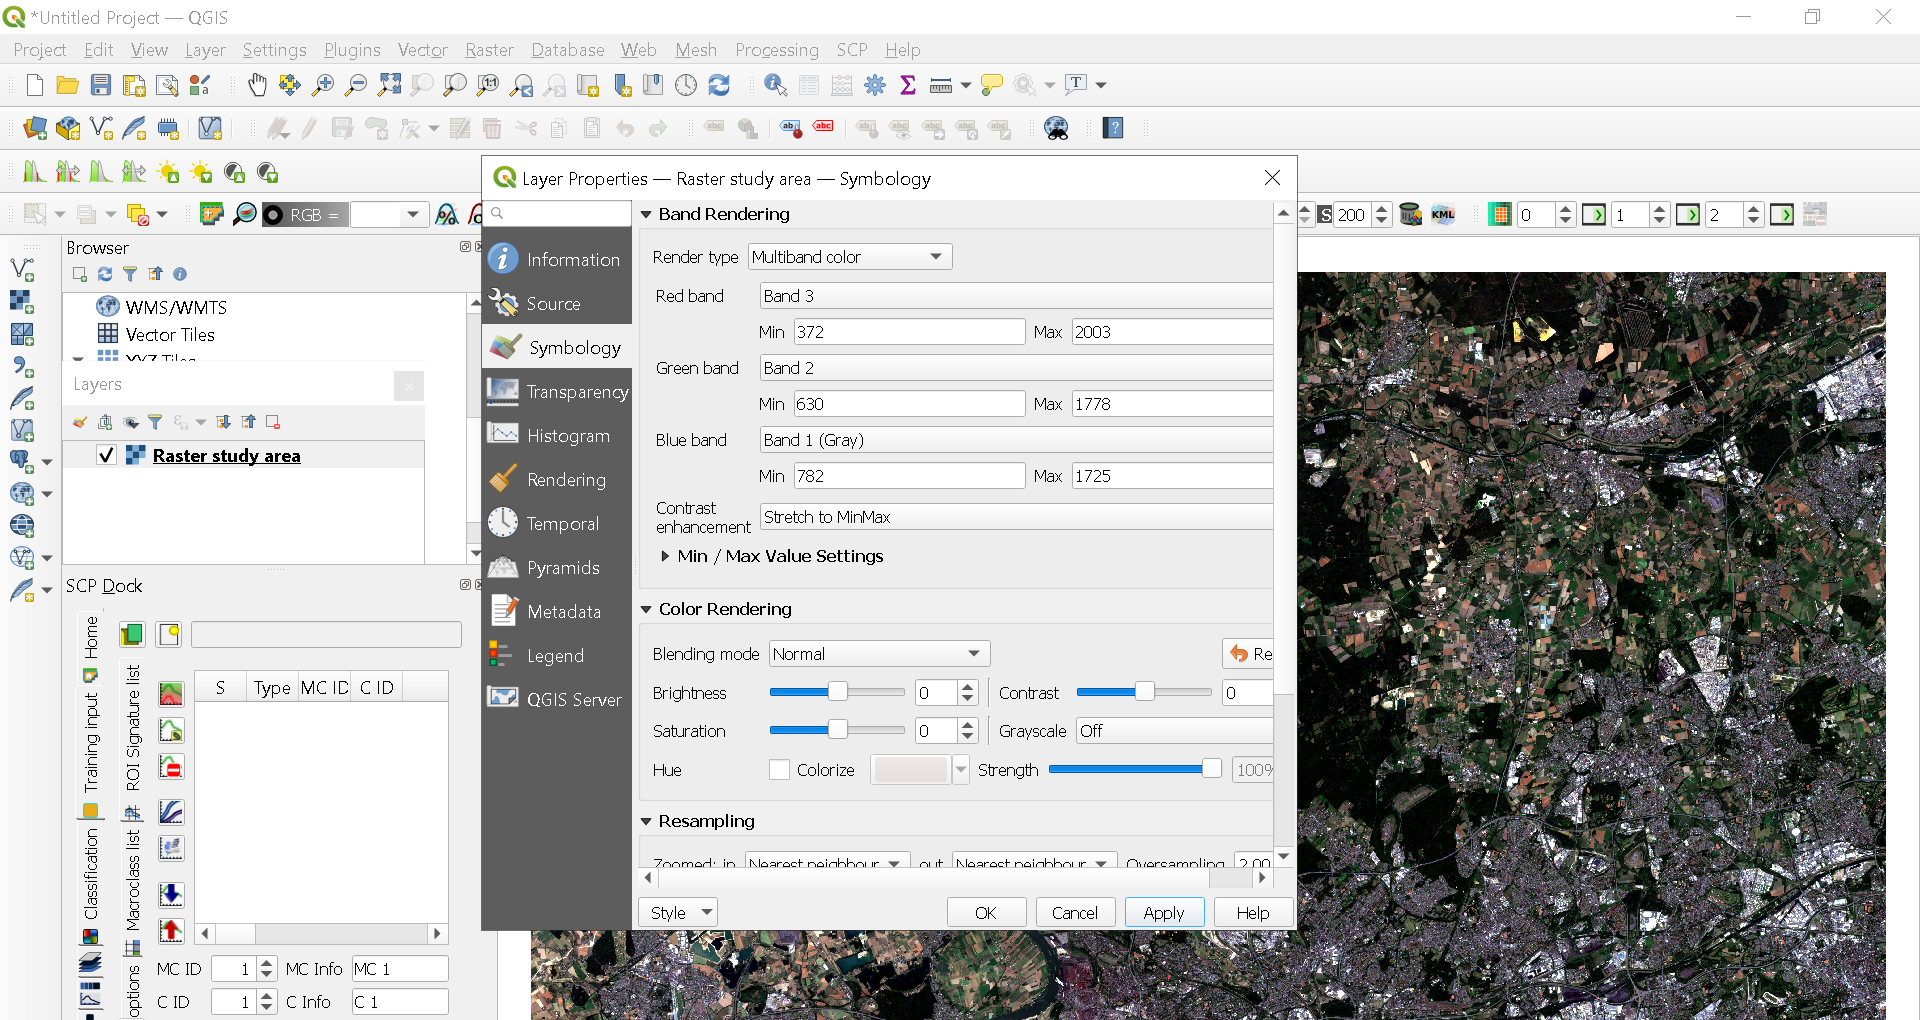 *Untitled Project — QGIS
Project Edit View Layer Settings Plugins Vector Raster Database Web Mesh Processing SCP Help
RGB =
S 200
KML
0
1
2
Browser
WMS/WMTS
Vector Tiles
XYZ Tiles
Layers
Raster study area
SCP Dock
Home
Training input
Classification
ROI Signature list
Macroclass list
options
S Type MC ID C ID
MC ID 1 MC Info MC 1
C ID 1 C Info C 1
Layer Properties — Raster study area — Symbology
Information
Source
Symbology
Transparency
Histogram
Rendering
Temporal
Pyramids
Metadata
Legend
QGIS Server
Band Rendering
Render type Multiband color
Red band Band 3
Min 372 Max 2003
Green band Band 2
Min 630 Max 1778
Blue band Band 1 (Gray)
Min 782 Max 1725
Contrast
enhancement Stretch to MinMax
Min / Max Value Settings
Color Rendering
Blending mode Normal Re
Brightness 0 Contrast 0
Saturation 0 Grayscale Off
Hue Colorize Strength 100%
Resampling
Zoomed: in Nearest neighbour out Nearest neighbour Oversampling 2.00
Style OK Cancel Apply Help